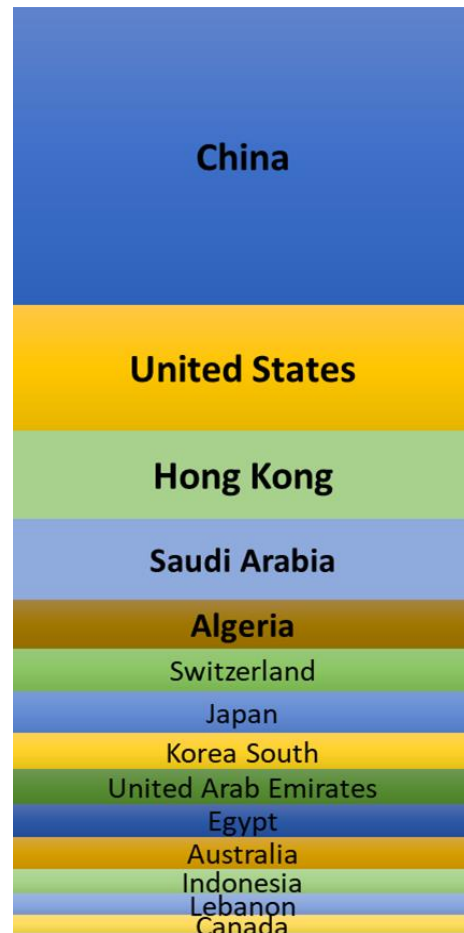 China
United States
Hong Kong
Saudi Arabia
Algeria
Switzerland
Japan
Korea South
United Arab Emirates
Egypt
Australia
Indonesia
Lebanon
Canada